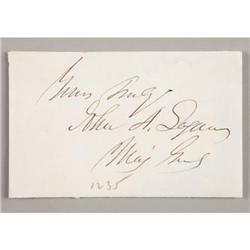 Yours Truly
John A. Logan
Maj Genl
1235